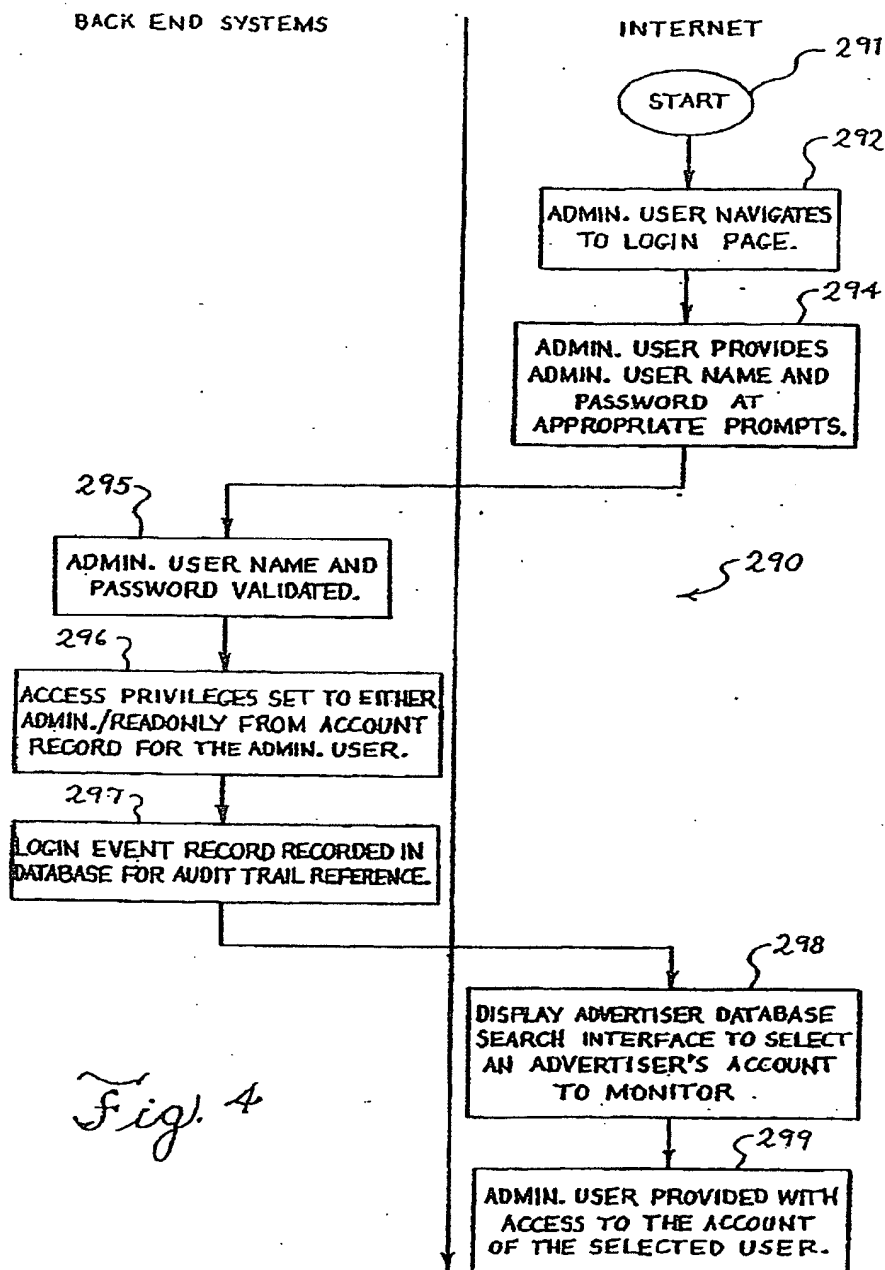 BACK END SYSTEMS
INTERNET
291
START
292
ADMIN. USER NAVIGATES
TO LOGIN PAGE.
294
ADMIN. USER PROVIDES
ADMIN. USER NAME AND
PASSWORD AT
APPROPRIATE PROMPTS.
295
ADMIN. USER NAME AND
PASSWORD VALIDATED.
290
296
ACCESS PRIVILEGES SET TO EITHER
ADMIN./READONLY FROM ACCOUNT
RECORD FOR THE ADMIN. USER.
297
LOGIN EVENT RECORD RECORDED IN
DATABASE FOR AUDIT TRAIL REFERENCE.
298
DISPLAY ADVERTISER DATABASE
SEARCH INTERFACE TO SELECT
AN ADVERTISER'S ACCOUNT
TO MONITOR
Fig. 4
299
ADMIN. USER PROVIDED WITH
ACCESS TO THE ACCOUNT
OF THE SELECTED USER.